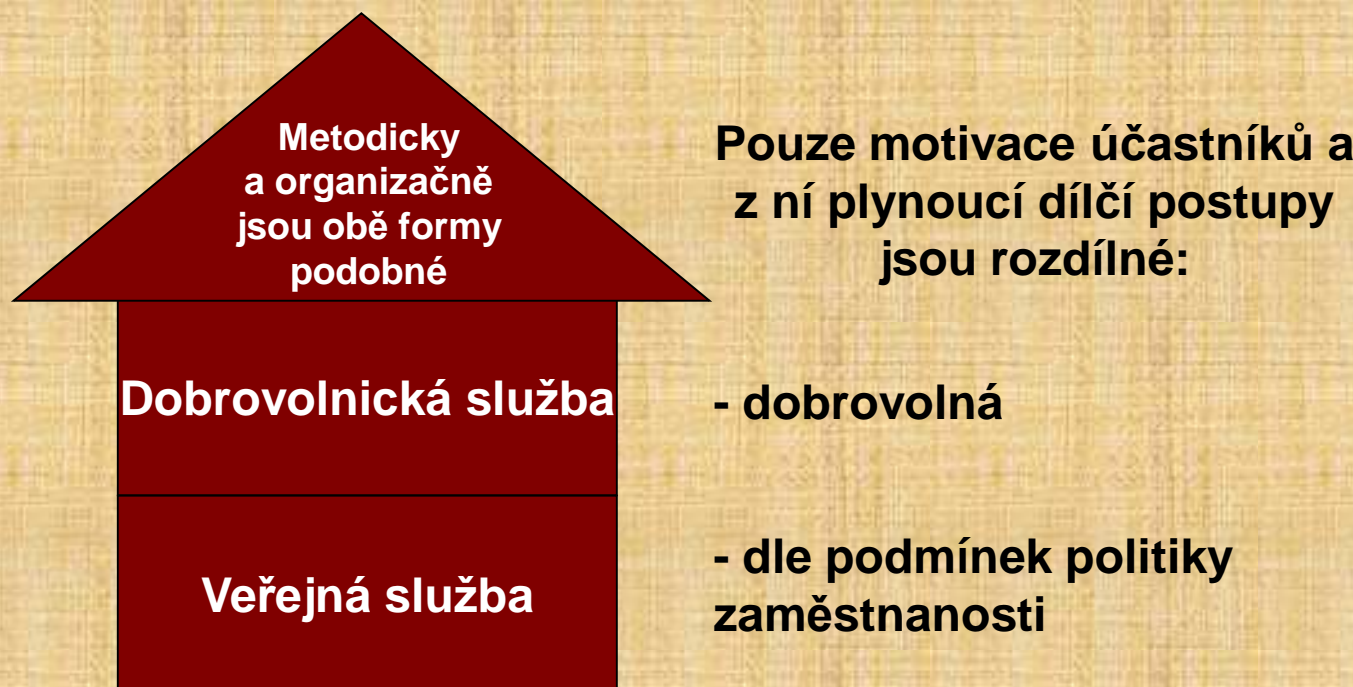 Metodicky
a organizačně
jsou obě formy
podobné
Pouze motivace účastníků a
z ní plynoucí dílčí postupy
jsou rozdílné:
Dobrovolnická služba
- dobrovolná
Veřejná služba
- dle podmínek politiky
zaměstnanosti